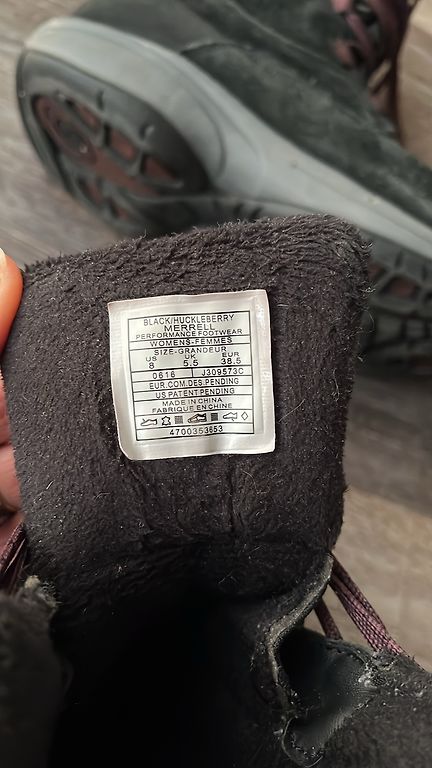 BLACK/HUCKLEBERRY
MERRELL
PERFORMANCE FOOTWEAR
WOMENS-FEMMES
SIZE-GRANDEUR
US UK EUR
8 5.5 38.5
0616 J309573C
EUR.COM.DES.PENDING
US PATENT PENDING
MADE IN CHINA
FABRIQUE EN CHINE
4700353653